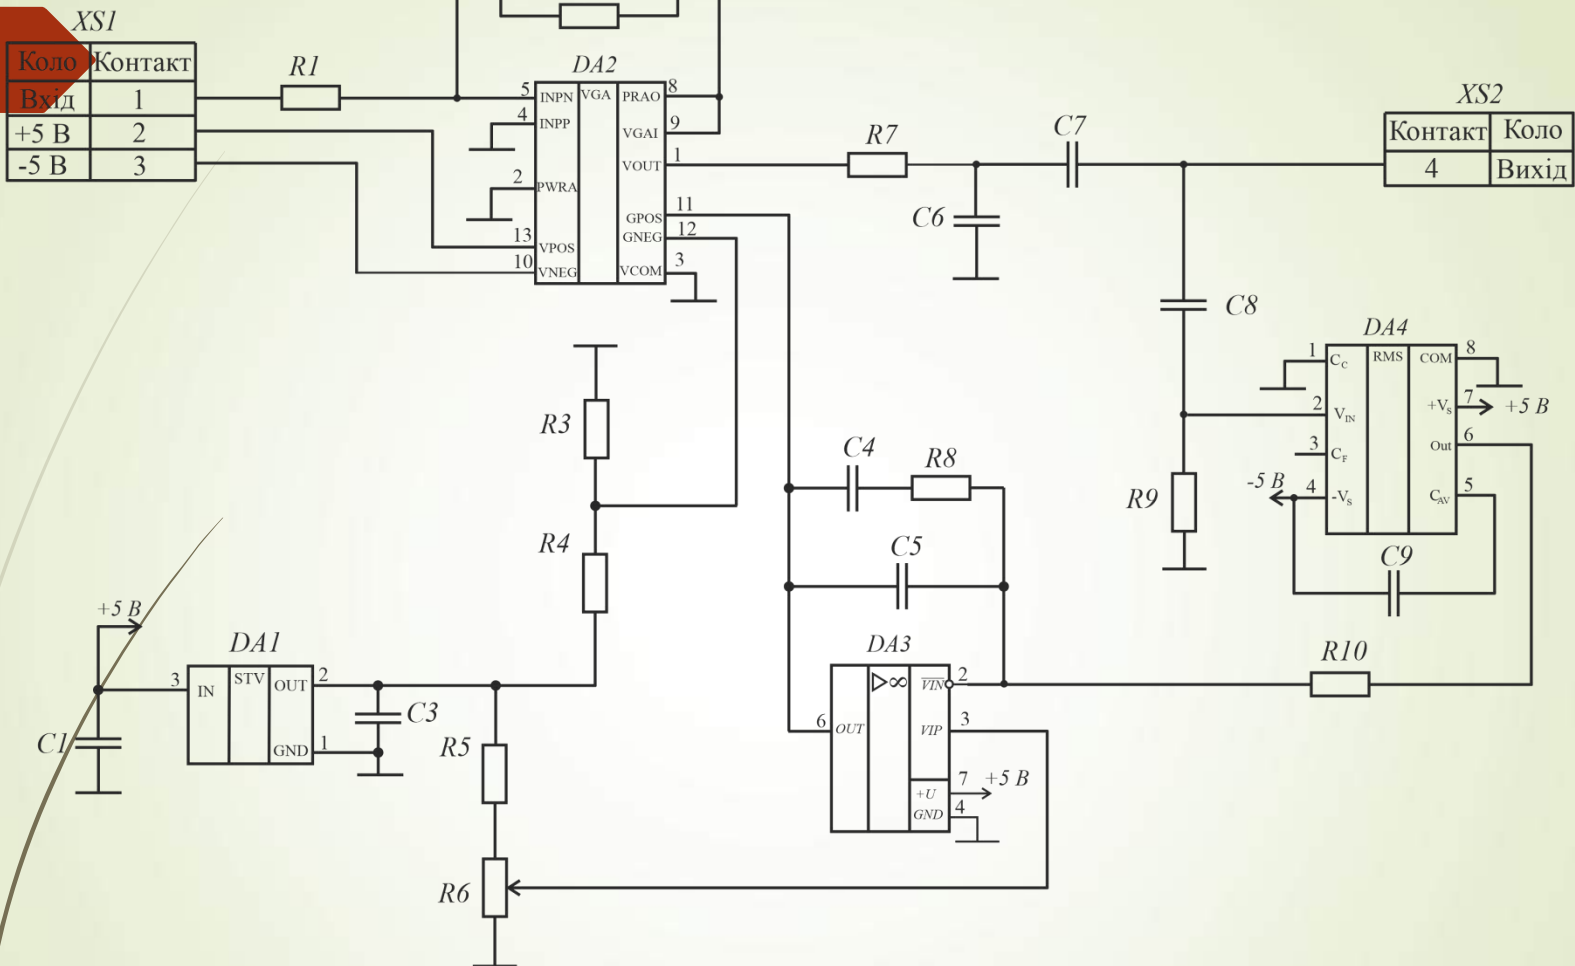 XS1
Коло Контакт
Вхід 1
+5 В 2
-5 В 3
R1
DA2
5 INPN VGA PRAO 8
4 INPP
VGAI 9
VOUT 1
2 PWRA
GPOS 11
GNEG 12
13 VPOS
10 VNEG VCOM 3
R7
C7
C6
XS2
Контакт Коло
4 Вихід
C8
DA4
1 CC RMS COM 8
2 VIN +VS 7 +5 В
Out 6
3 CF
-5 В 4 -VS CAV 5
C9
R9
R3
C4 R8
R4
C5
+5 В
DA1
3 IN STV OUT 2
GND 1
C1
C3
R5
R6
DA3
▷∞ VIN 2
6 OUT VIP 3
+U 7 +5 В
GND 4
R10